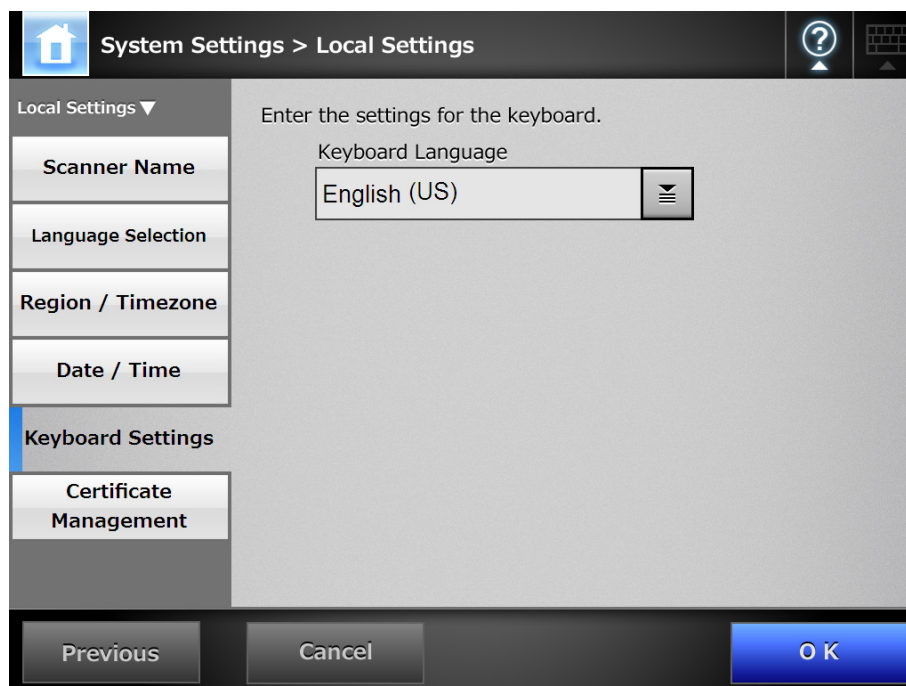 System Settings > Local Settings
?
Local Settings ▼
Scanner Name
Language Selection
Region / Timezone
Date / Time
Keyboard Settings
Certificate
Management
Enter the settings for the keyboard.
Keyboard Language
English (US)
Previous
Cancel
OK